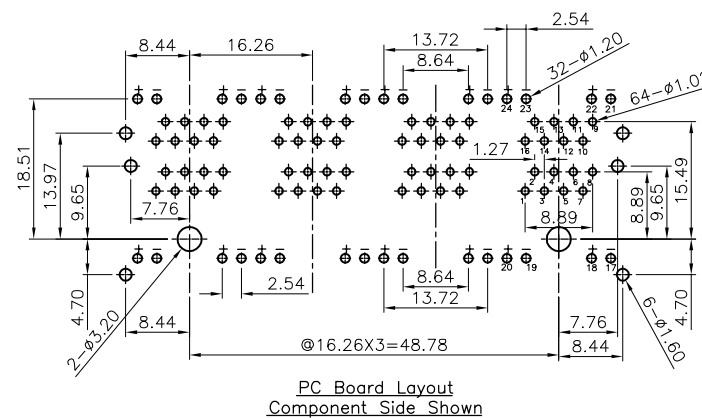 2.54
8.44
16.26
13.72
8.64
32-ø1.20
64-ø1.02
+ − + − + − + − + − 24 23 22 21
15 13 11 9
16 14 12 10
18.51
13.97
9.65
7.76
1.27
2 4 6 8
1 3 5 7
8.89
15.49
8.89
9.65
+ − + − + − + − + − 20 19 18 17
4.70
2.54
8.64
13.72
4.70
2-ø3.20
8.44
7.76
8.44
6-ø1.60
@16.26X3=48.78
PC Board Layout
Component Side Shown